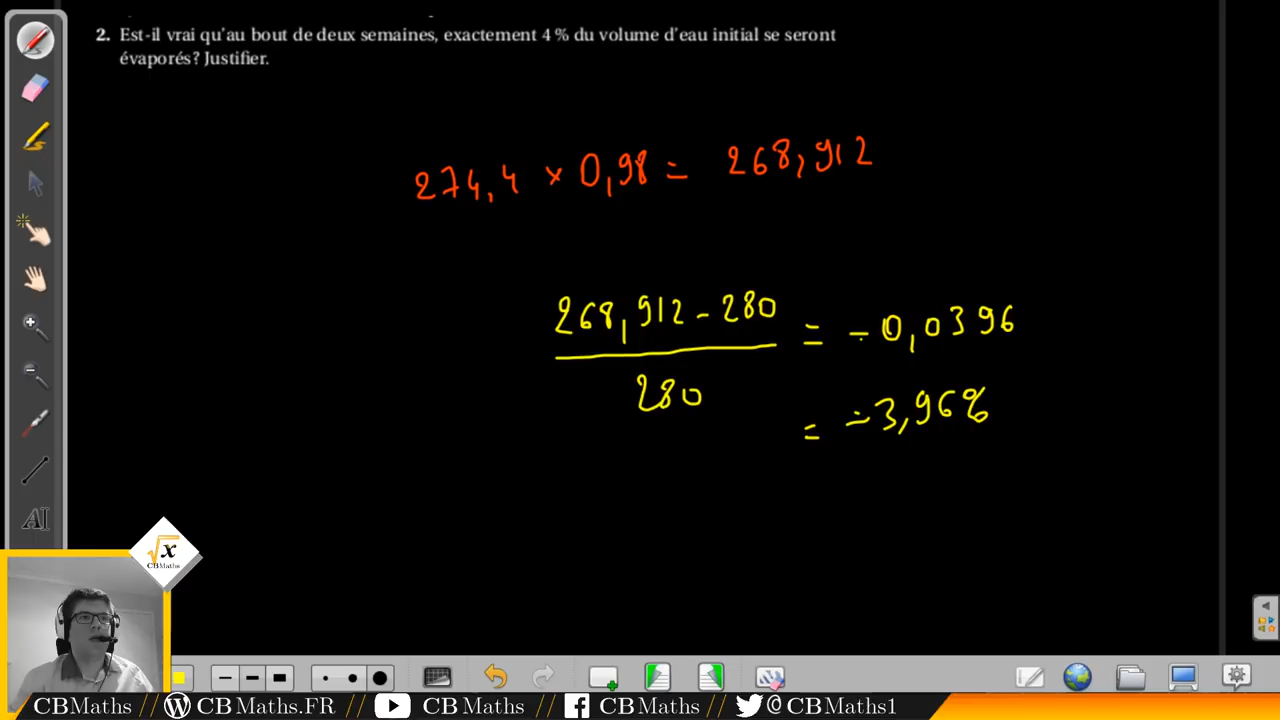 2. Est-il vrai qu'au bout de deux semaines, exactement 4 % du volume d'eau initial se seront
évaporés? Justifier.
274,4 × 0,98 = 268,912
268,912 - 280
280
= - 0,0396
= - 3,96%
AI
√x
CBMaths
CBMaths // CBMaths.FR // CBMaths // CBMaths // @CBMaths1